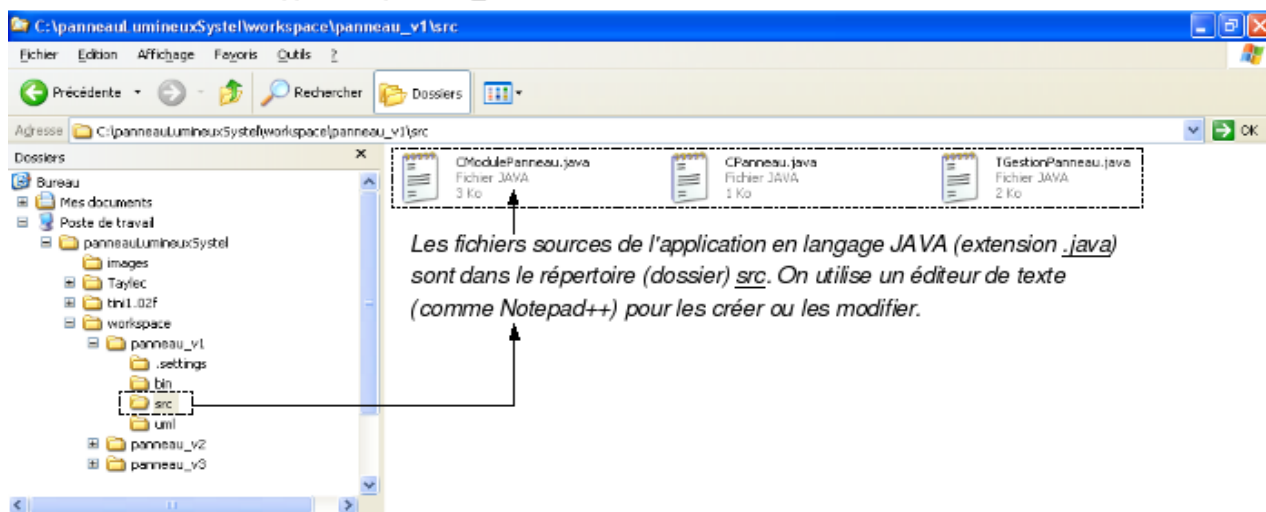 C:\panneauLumineuxSystel\workspace\panneau_v1\src
Fichier Edition Affichage Favoris Outils ?
Précédente Rechercher Dossiers
Adresse C:\panneauLumineuxSystel\workspace\panneau_v1\src OK
Dossiers x
Bureau
Mes documents
Poste de travail
panneauLumineuxSystel
images
Taylec
tini1.02f
workspace
panneau_v1
.settings
bin
src
uml
panneau_v2
panneau_v3
CModulePanneau.java
Fichier JAVA
3 Ko
CPanneau.java
Fichier JAVA
1 Ko
TGestionPanneau.java
Fichier JAVA
2 Ko
Les fichiers sources de l'application en langage JAVA (extension .java)
sont dans le répertoire (dossier) src. On utilise un éditeur de texte
(comme Notepad++) pour les créer ou les modifier.